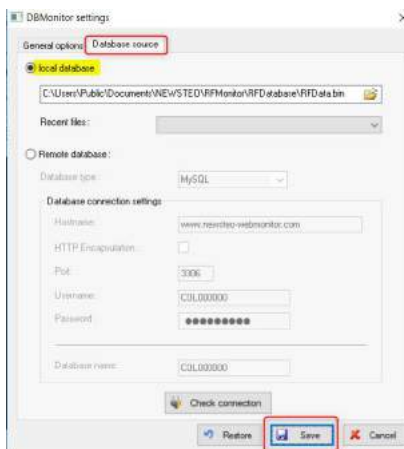 DBMonitor settings
General options Database source
local database
C:\Users\Public\Documents\NEWSTEO\RFMonitor\RFDatabase\RFData.bin
Recent files :
Remote database :
Database type : MySQL
Database connection settings
Hostname: www.newsteo-webmonitor.com
HTTP Encapsulation:
Port: 3306
Username: COL000000
Password:
Database name: COL000000
Check connection
Restore Save Cancel